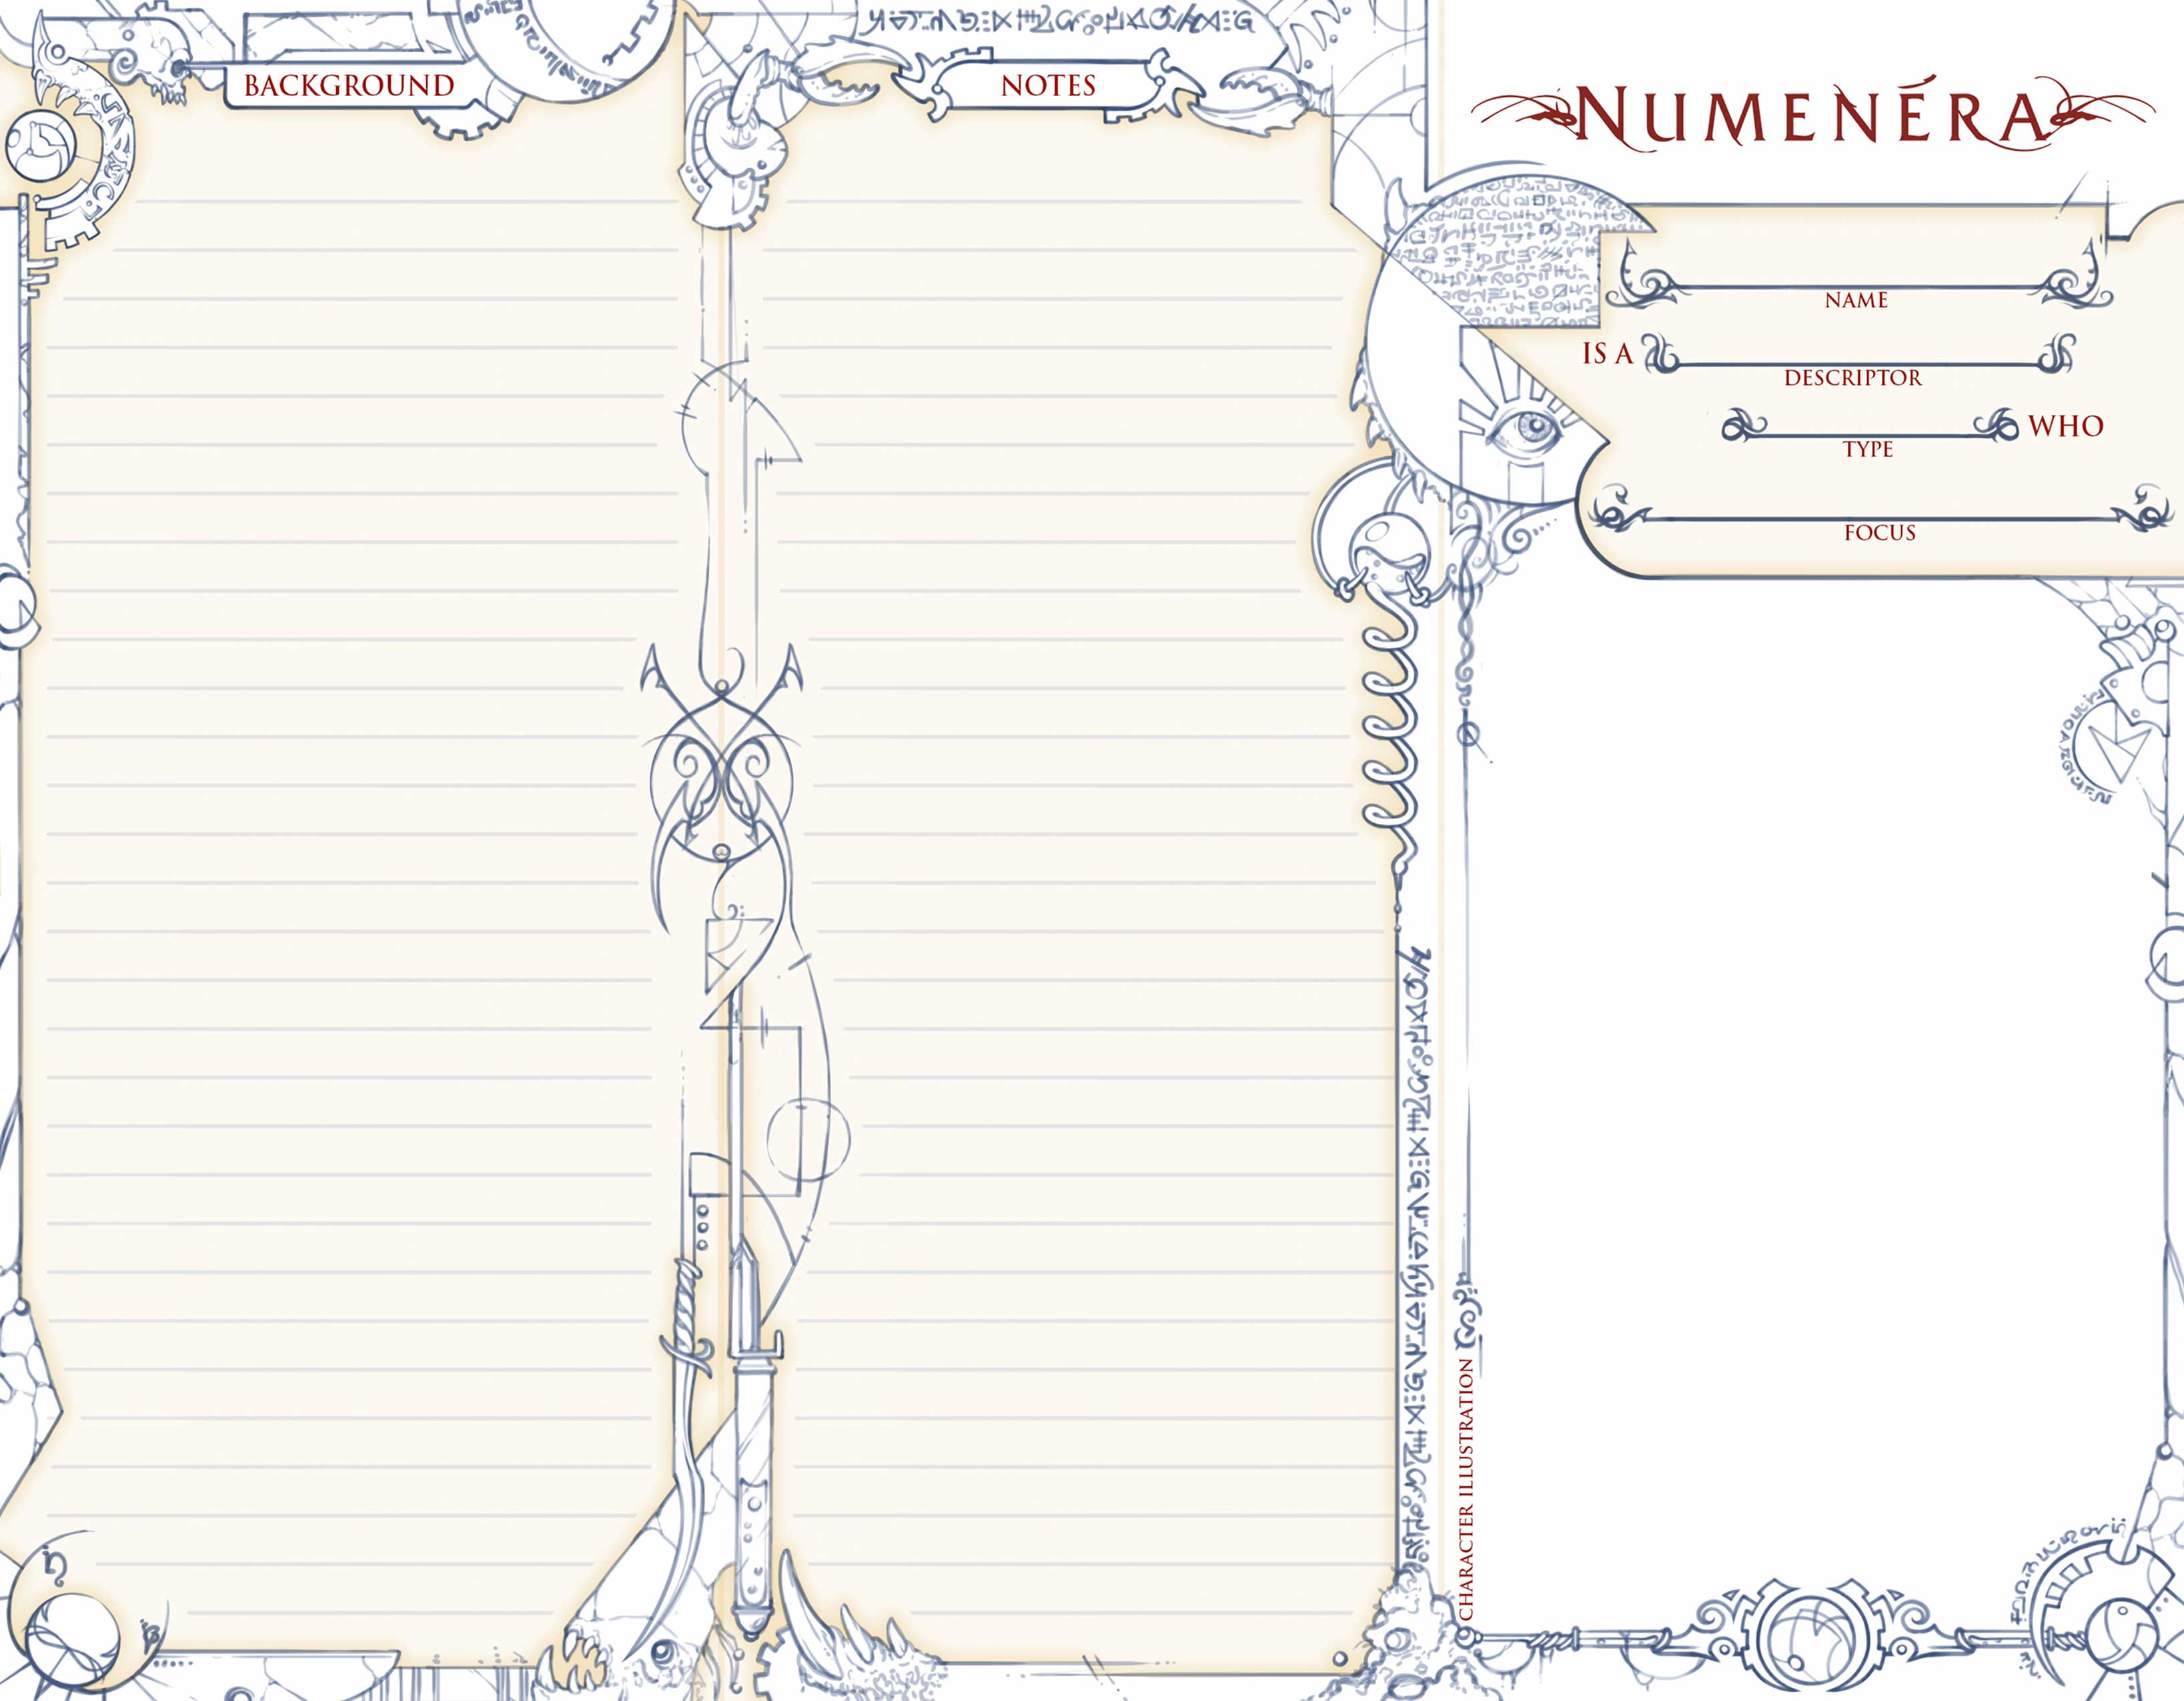 BACKGROUND
NOTES
NUMENÉRA
NAME
IS A
DESCRIPTOR
WHO
TYPE
FOCUS
CHARACTER ILLUSTRATION